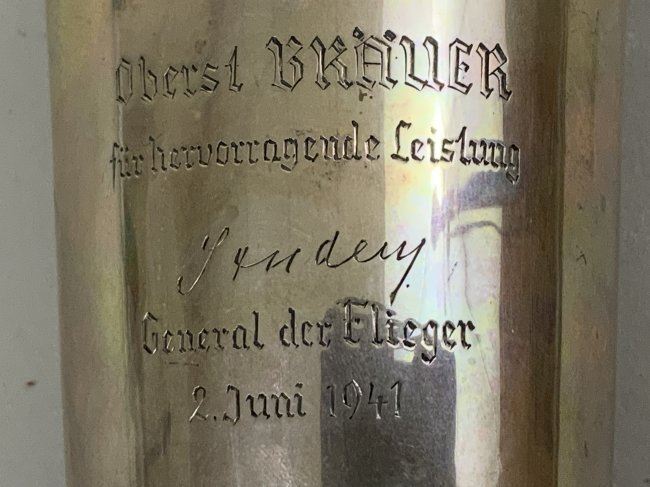 Oberst BRÄUER
für hervorragende Leistung
General der Flieger
2. Juni 1941